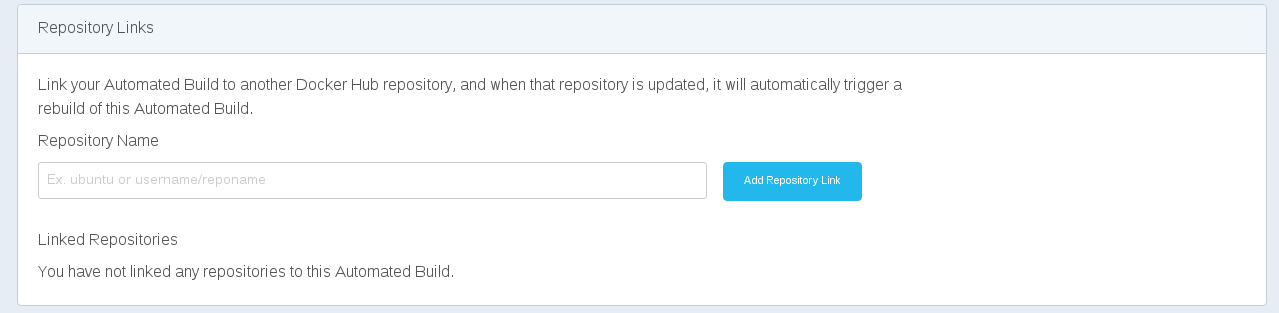 Repository Links
Link your Automated Build to another Docker Hub repository, and when that repository is updated, it will automatically trigger a
rebuild of this Automated Build.
Repository Name
Ex. ubuntu or username/reponame
Add Repository Link
Linked Repositories
You have not linked any repositories to this Automated Build.